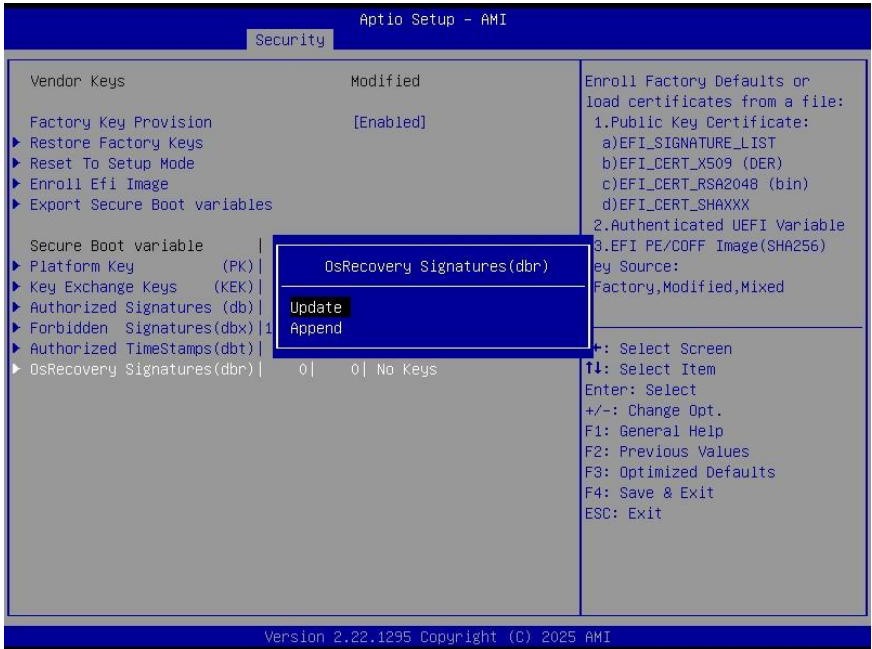 Aptio Setup - AMI
Security
Vendor Keys Modified
Factory Key Provision [Enabled]
Restore Factory Keys
Reset To Setup Mode
Enroll Efi Image
Export Secure Boot variables
Secure Boot variable |
Platform Key (PK)|
Key Exchange Keys (KEK)|
Authorized Signatures (db)|
Forbidden Signatures(dbx)|1
Authorized TimeStamps(dbt)|
OsRecovery Signatures(dbr)| 0| 0| No Keys
OsRecovery Signatures(dbr)
Update
Append
Enroll Factory Defaults or
load certificates from a file:
1.Public Key Certificate:
a)EFI_SIGNATURE_LIST
b)EFI_CERT_X509 (DER)
c)EFI_CERT_RSA2048 (bin)
d)EFI_CERT_SHAXXX
2.Authenticated UEFI Variable
3.EFI PE/COFF Image(SHA256)
ey Source:
Factory,Modified,Mixed
: Select Screen
↑↓: Select Item
Enter: Select
+/-: Change Opt.
F1: General Help
F2: Previous Values
F3: Optimized Defaults
F4: Save & Exit
ESC: Exit
Version 2.22.1295 Copyright (C) 2025 AMI